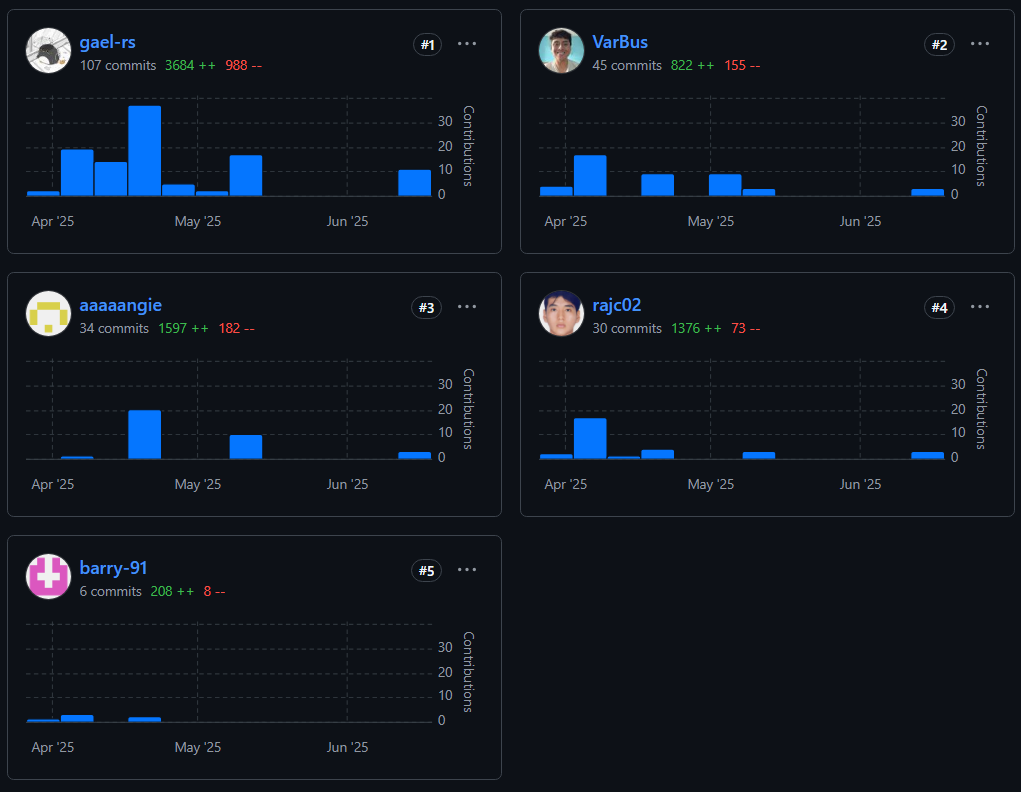 gael-rs
#1
107 commits 3684 ++ 988 --
30
20
10
0
Contributions
Apr '25 May '25 Jun '25
VarBus
#2
45 commits 822 ++ 155 --
30
20
10
0
Contributions
Apr '25 May '25 Jun '25
aaaaangie
#3
34 commits 1597 ++ 182 --
30
20
10
0
Contributions
Apr '25 May '25 Jun '25
rajc02
#4
30 commits 1376 ++ 73 --
30
20
10
0
Contributions
Apr '25 May '25 Jun '25
barry-91
#5
6 commits 208 ++ 8 --
30
20
10
0
Contributions
Apr '25 May '25 Jun '25